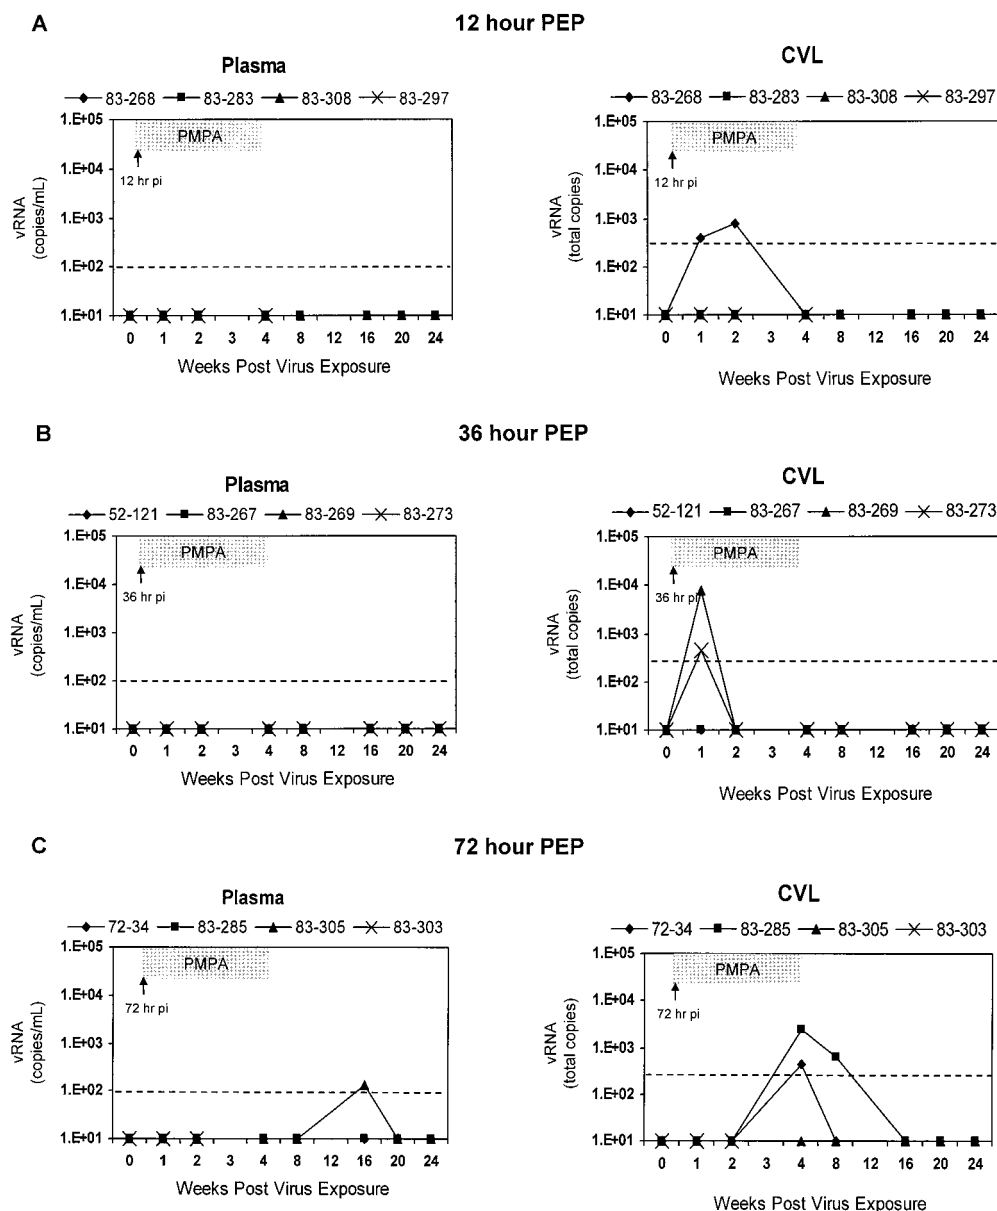 A
12 hour PEP
Plasma
83-268 83-283 83-308 83-297
1.E+05
1.E+04
1.E+03
1.E+02
1.E+01
vRNA
(copies/mL)
PMPA
12 hr pi
0 1 2 3 4 8 12 16 20 24
Weeks Post Virus Exposure
CVL
83-268 83-283 83-308 83-297
1.E+05
1.E+04
1.E+03
1.E+02
1.E+01
vRNA
(total copies)
PMPA
12 hr pi
0 1 2 3 4 8 12 16 20 24
Weeks Post Virus Exposure
B
36 hour PEP
Plasma
52-121 83-267 83-269 83-273
1.E+05
1.E+04
1.E+03
1.E+02
1.E+01
vRNA
(copies/mL)
PMPA
36 hr pi
0 1 2 3 4 8 12 16 20 24
Weeks Post Virus Exposure
CVL
52-121 83-267 83-269 83-273
1.E+05
1.E+04
1.E+03
1.E+02
1.E+01
vRNA
(total copies)
PMPA
36 hr pi
0 1 2 3 4 8 12 16 20 24
Weeks Post Virus Exposure
C
72 hour PEP
Plasma
72-34 83-285 83-305 83-303
1.E+05
1.E+04
1.E+03
1.E+02
1.E+01
vRNA
(copies/mL)
PMPA
72 hr pi
0 1 2 3 4 8 12 16 20 24
Weeks Post Virus Exposure
CVL
72-34 83-285 83-305 83-303
1.E+05
1.E+04
1.E+03
1.E+02
1.E+01
vRNA
(total copies)
PMPA
72 hr pi
0 1 2 3 4 8 12 16 20 24
Weeks Post Virus Exposure